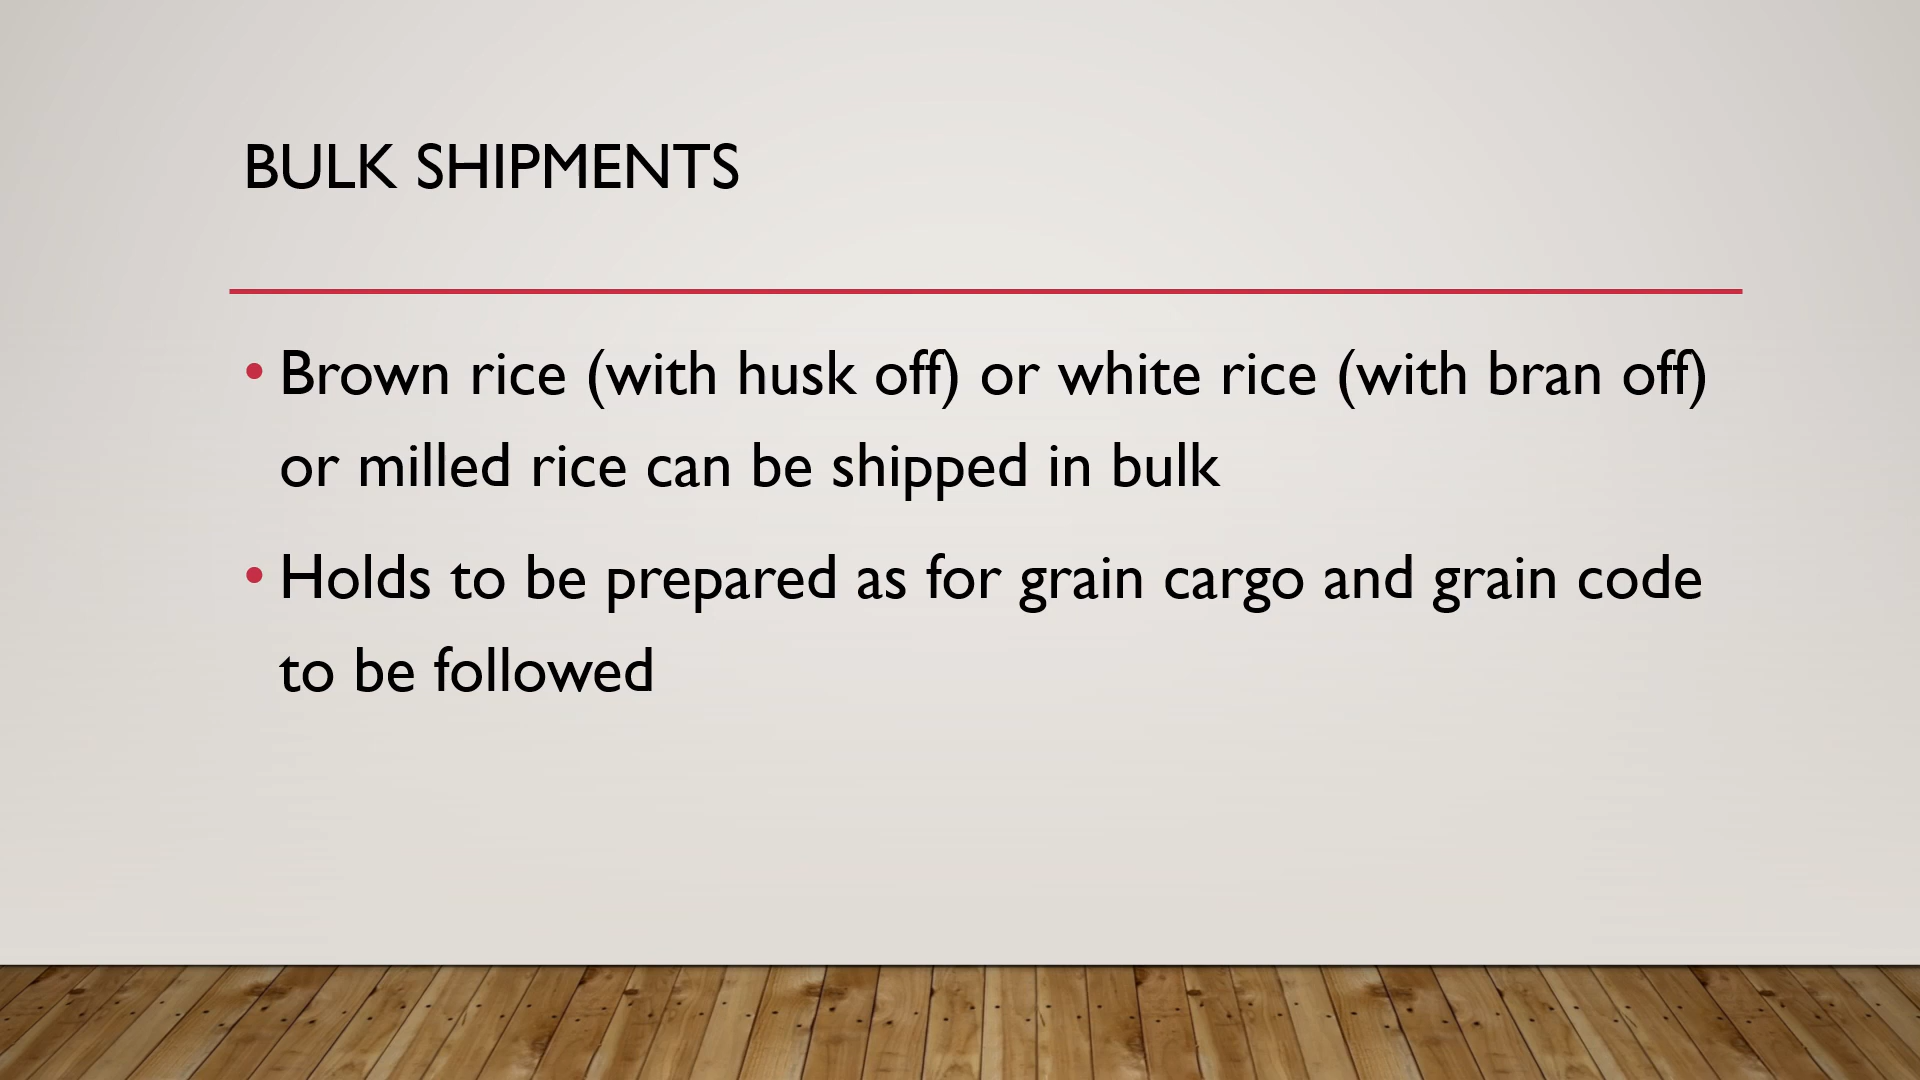 BULK SHIPMENTS
• Brown rice (with husk off) or white rice (with bran off)
or milled rice can be shipped in bulk
• Holds to be prepared as for grain cargo and grain code
to be followed